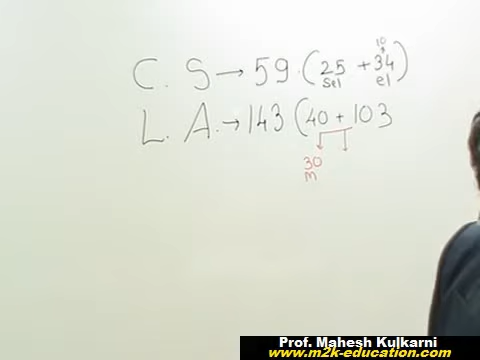 C. S → 59 (25 + 34)
10
Sel el
L. A. → 143 (40 + 103
30
m
Prof. Mahesh Kulkarni
www.m2k-education.com